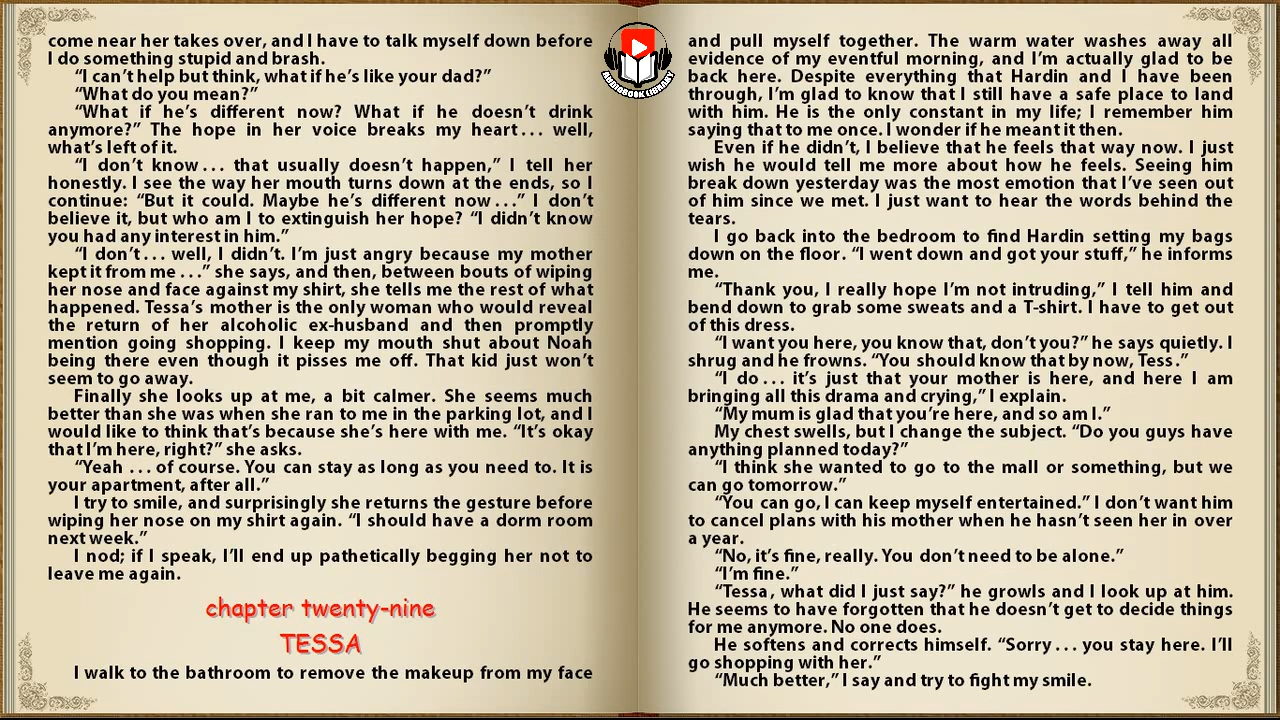 come near her takes over, and I have to talk myself down before
I do something stupid and brash.
“I can’t help but think, what if he’s like your dad?”
“What do you mean?”
“What if he’s different now? What if he doesn’t drink
anymore?” The hope in her voice breaks my heart . . . well,
what’s left of it.
“I don’t know . . . that usually doesn’t happen,” I tell her
honestly. I see the way her mouth turns down at the ends, so I
continue: “But it could. Maybe he’s different now . . .” I don’t
believe it, but who am I to extinguish her hope? “I didn’t know
you had any interest in him.”
“I don’t . . . well, I didn’t. I’m just angry because my mother
kept it from me . . .” she says, and then, between bouts of wiping
her nose and face against my shirt, she tells me the rest of what
happened. Tessa’s mother is the only woman who would reveal
the return of her alcoholic ex-husband and then promptly
mention going shopping. I keep my mouth shut about Noah
being there even though it pisses me off. That kid just won’t
seem to go away.
Finally she looks up at me, a bit calmer. She seems much
better than she was when she ran to me in the parking lot, and I
would like to think that’s because she’s here with me. “It’s okay
that I’m here, right?” she asks.
“Yeah . . . of course. You can stay as long as you need to. It is
your apartment, after all.”
I try to smile, and surprisingly she returns the gesture before
wiping her nose on my shirt again. “I should have a dorm room
next week.”
I nod; if I speak, I’ll end up pathetically begging her not to
leave me again.
chapter twenty-nine
TESSA
I walk to the bathroom to remove the makeup from my face
AUDIOBOOK LIBRARY
and pull myself together. The warm water washes away all
evidence of my eventful morning, and I’m actually glad to be
back here. Despite everything that Hardin and I have been
through, I’m glad to know that I still have a safe place to land
with him. He is the only constant in my life; I remember him
saying that to me once. I wonder if he meant it then.
Even if he didn’t, I believe that he feels that way now. I just
wish he would tell me more about how he feels. Seeing him
break down yesterday was the most emotion that I’ve seen out
of him since we met. I just want to hear the words behind the
tears.
I go back into the bedroom to find Hardin setting my bags
down on the floor. “I went down and got your stuff,” he informs
me.
“Thank you, I really hope I’m not intruding,” I tell him and
bend down to grab some sweats and a T-shirt. I have to get out
of this dress.
“I want you here, you know that, don’t you?” he says quietly. I
shrug and he frowns. “You should know that by now, Tess.”
“I do . . . it’s just that your mother is here, and here I am
bringing all this drama and crying,” I explain.
“My mum is glad that you’re here, and so am I.”
My chest swells, but I change the subject. “Do you guys have
anything planned today?”
“I think she wanted to go to the mall or something, but we
can go tomorrow.”
“You can go, I can keep myself entertained.” I don’t want him
to cancel plans with his mother when he hasn’t seen her in over
a year.
“No, it’s fine, really. You don’t need to be alone.”
“I’m fine.”
“Tessa, what did I just say?” he growls and I look up at him.
He seems to have forgotten that he doesn’t get to decide things
for me anymore. No one does.
He softens and corrects himself. “Sorry . . . you stay here. I’ll
go shopping with her.”
“Much better,” I say and try to fight my smile.